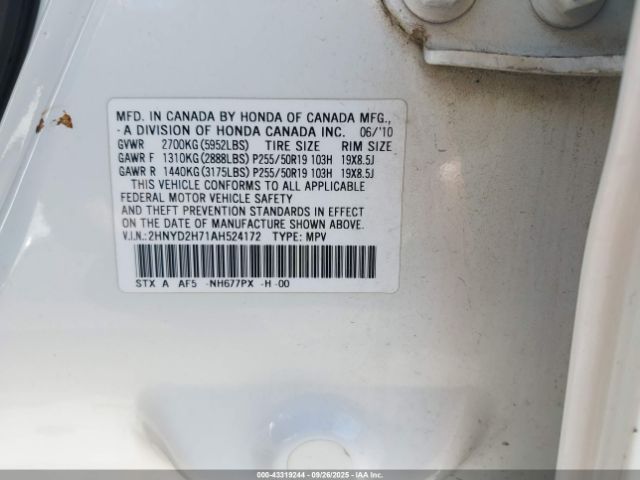 MFD. IN CANADA BY HONDA OF CANADA MFG.,
- A DIVISION OF HONDA CANADA INC. 06/'10
GVWR 2700KG(5952LBS) TIRE SIZE RIM SIZE
GAWR F 1310KG(2888LBS) P255/50R19 103H 19X8.5J
GAWR R 1440KG(3175LBS) P255/50R19 103H 19X8.5J
THIS VEHICLE CONFORMS TO ALL APPLICABLE
FEDERAL MOTOR VEHICLE SAFETY
AND THEFT PREVENTION STANDARDS IN EFFECT
ON THE DATE OF MANUFACTURE SHOWN ABOVE.
V.I.N.:2HNYD2H71AH524172 TYPE: MPV
STX A AF5 -NH677PX -H -00
000-43319244 - 09/26/2025 - IAAI.COM